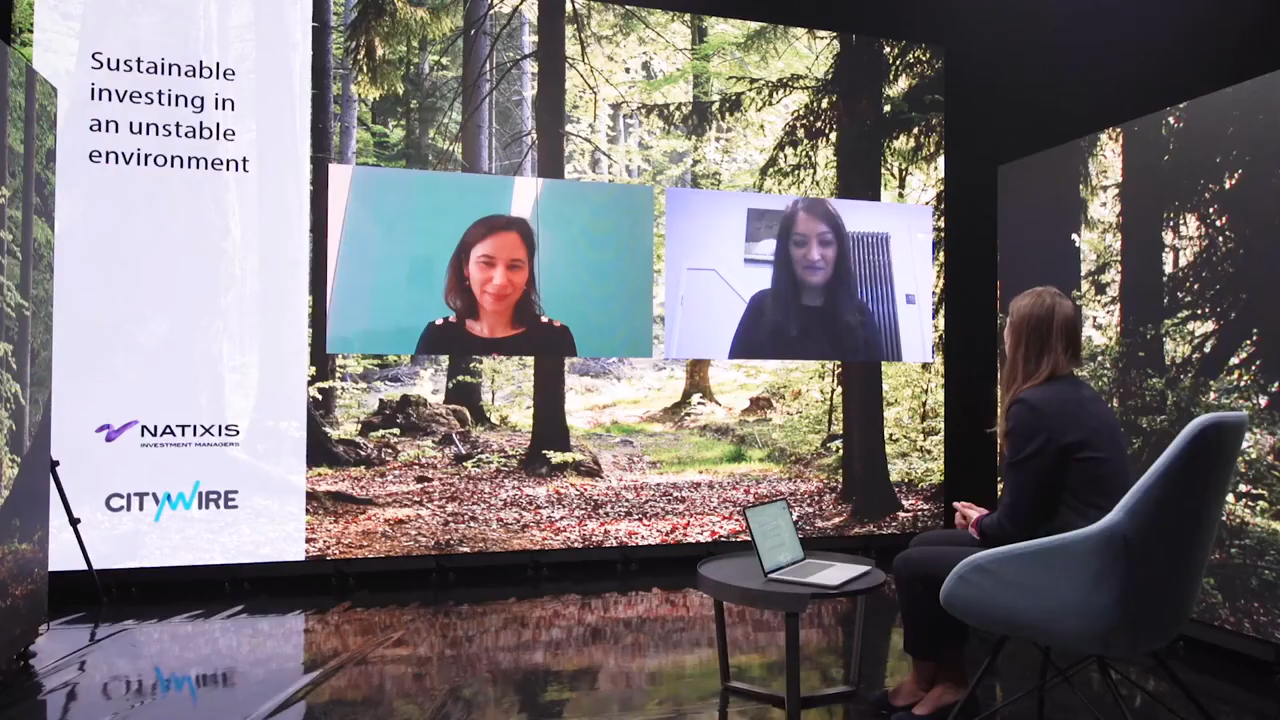 Sustainable
investing in
an unstable
environment
NATIXIS
INVESTMENT MANAGERS
CITYWIRE